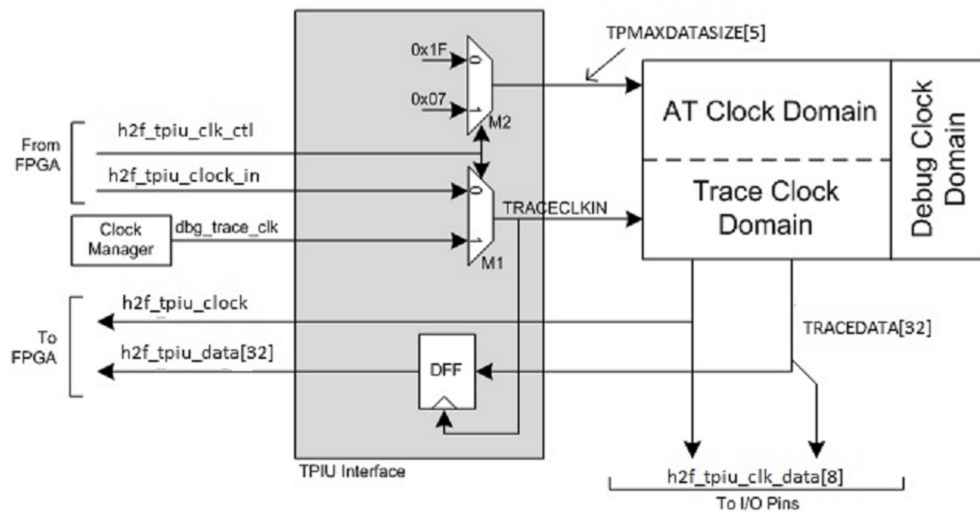 TPMAXDATASIZE[5]
0x1F
0
0x07
1
M2
AT Clock Domain
Debug Clock
Domain
From
FPGA
h2f_tpiu_clk_ctl
h2f_tpiu_clock_in
0
TRACECLKIN
Trace Clock
Domain
Clock
Manager
dbg_trace_clk
1
M1
To
FPGA
h2f_tpiu_clock
h2f_tpiu_data[32]
DFF
TRACEDATA[32]
TPIU Interface
h2f_tpiu_clk_data[8]
To I/O Pins